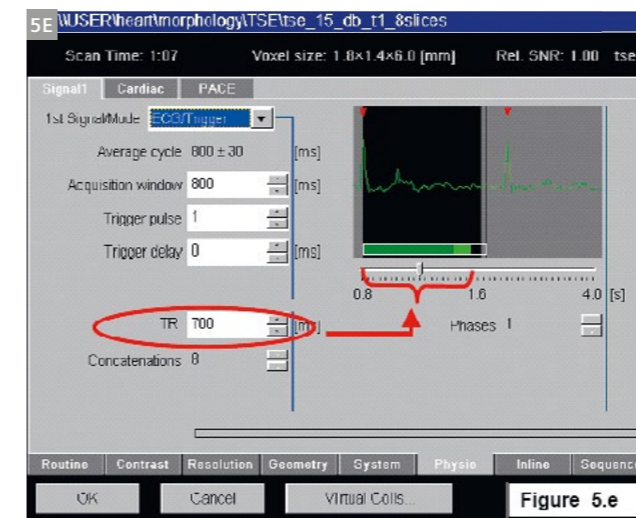 5E \\USER\heart\morphology\TSE\tse_15_db_t1_8slices
Scan Time: 1:07 Voxel size: 1.8×1.4×6.0 [mm] Rel. SNR: 1.00 tse
Signal1 Cardiac PACE
1st Signal/Mode ECG/Trigger
Average cycle 800 ± 30 [ms]
Acquisition window 800 [ms]
Trigger pulse 1
Trigger delay 0 [ms]
0.8 1.6 4.0 [s]
TR 700 [ms] Phases 1
Concatenations 8
Routine Contrast Resolution Geometry System Physio Inline Sequence
OK Cancel Virtual Coils...
Figure 5.e